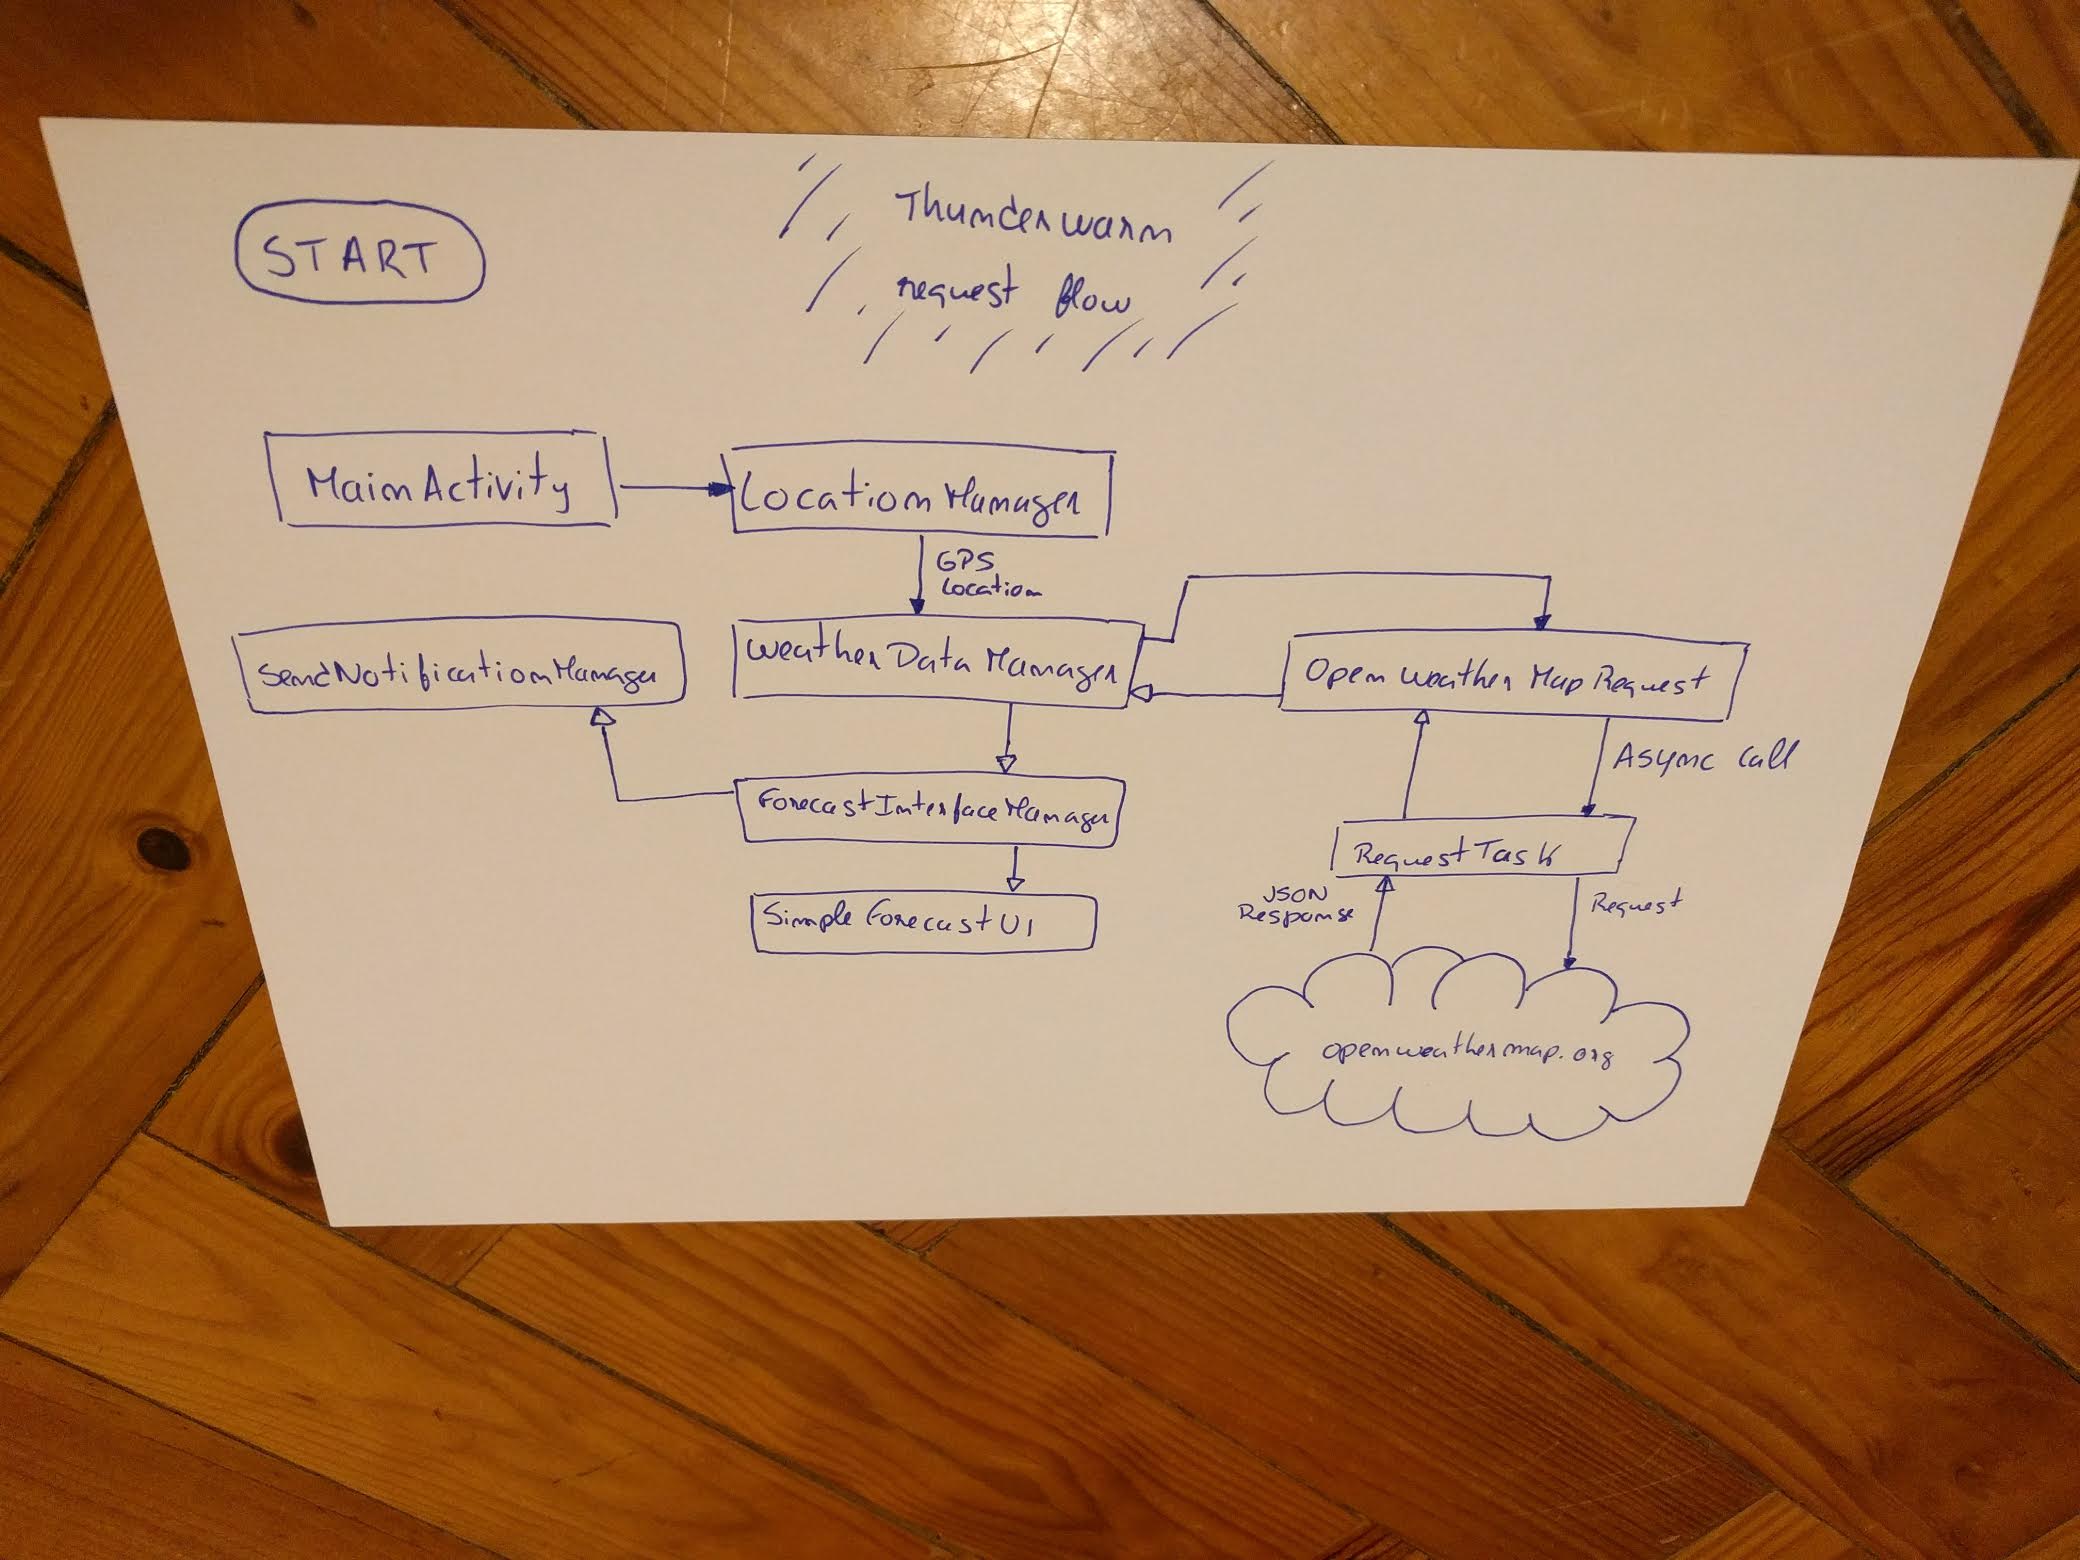 START
Thunderwarn
request flow
MainActivity
LocationManager
GPS
Location
SendNotificationManager
WeatherDataManager
OpenWeatherMapRequest
Async call
ForecastInterfaceManager
RequestTask
JSON
Response
Request
SimpleForecastUI
openweathermap.org